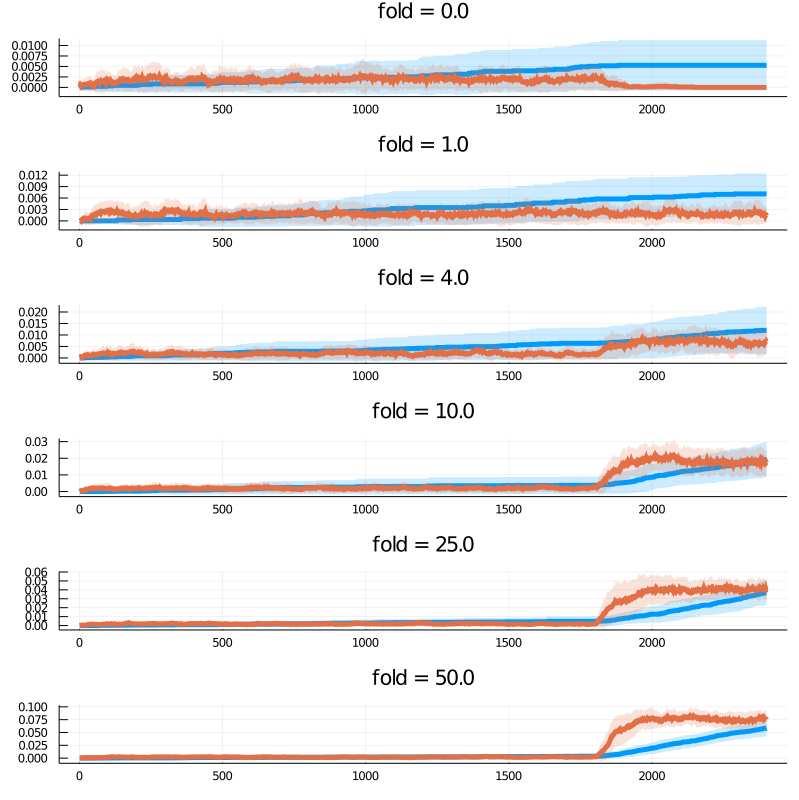 fold = 0.0
0.0100
0.0075
0.0050
0.0025
0.0000
0 500 1000 1500 2000
fold = 1.0
0.012
0.009
0.006
0.003
0.000
0 500 1000 1500 2000
fold = 4.0
0.020
0.015
0.010
0.005
0.000
0 500 1000 1500 2000
fold = 10.0
0.03
0.02
0.01
0.00
0 500 1000 1500 2000
fold = 25.0
0.06
0.05
0.04
0.03
0.02
0.01
0.00
0 500 1000 1500 2000
fold = 50.0
0.100
0.075
0.050
0.025
0.000
0 500 1000 1500 2000